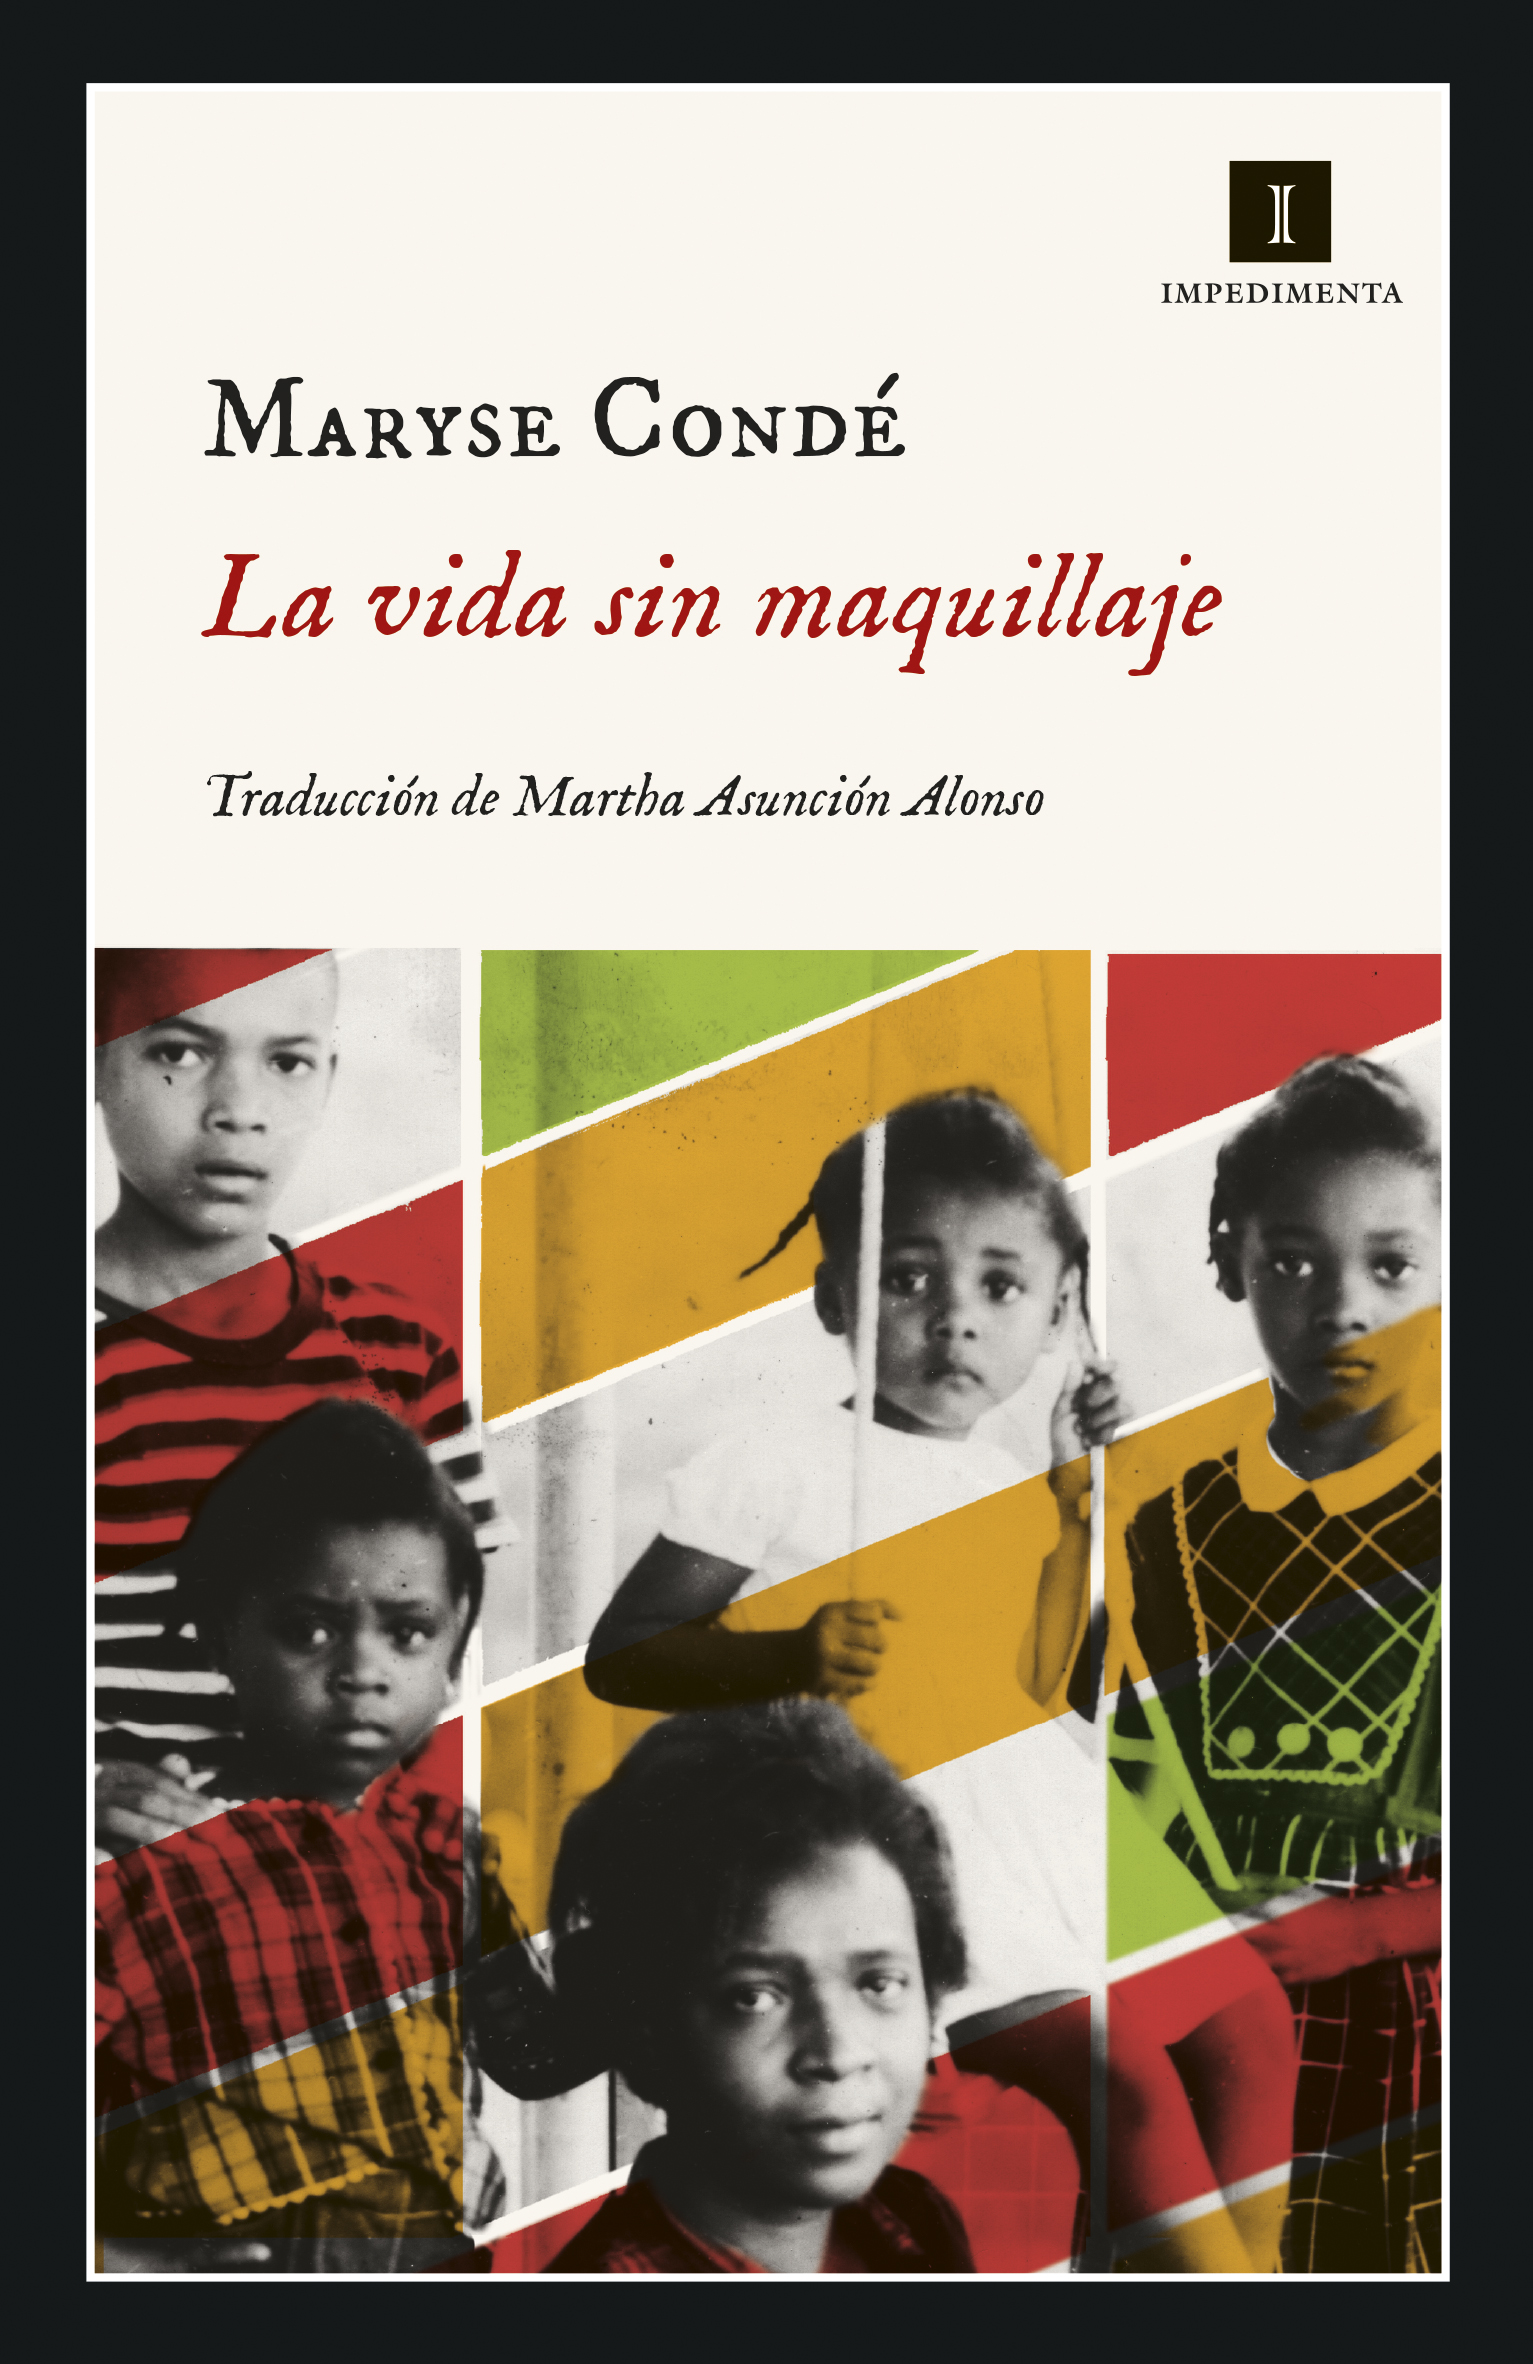 I
IMPEDIMENTA
MARYSE CONDÉ
La vida sin maquillaje
Traducción de Martha Asunción Alonso